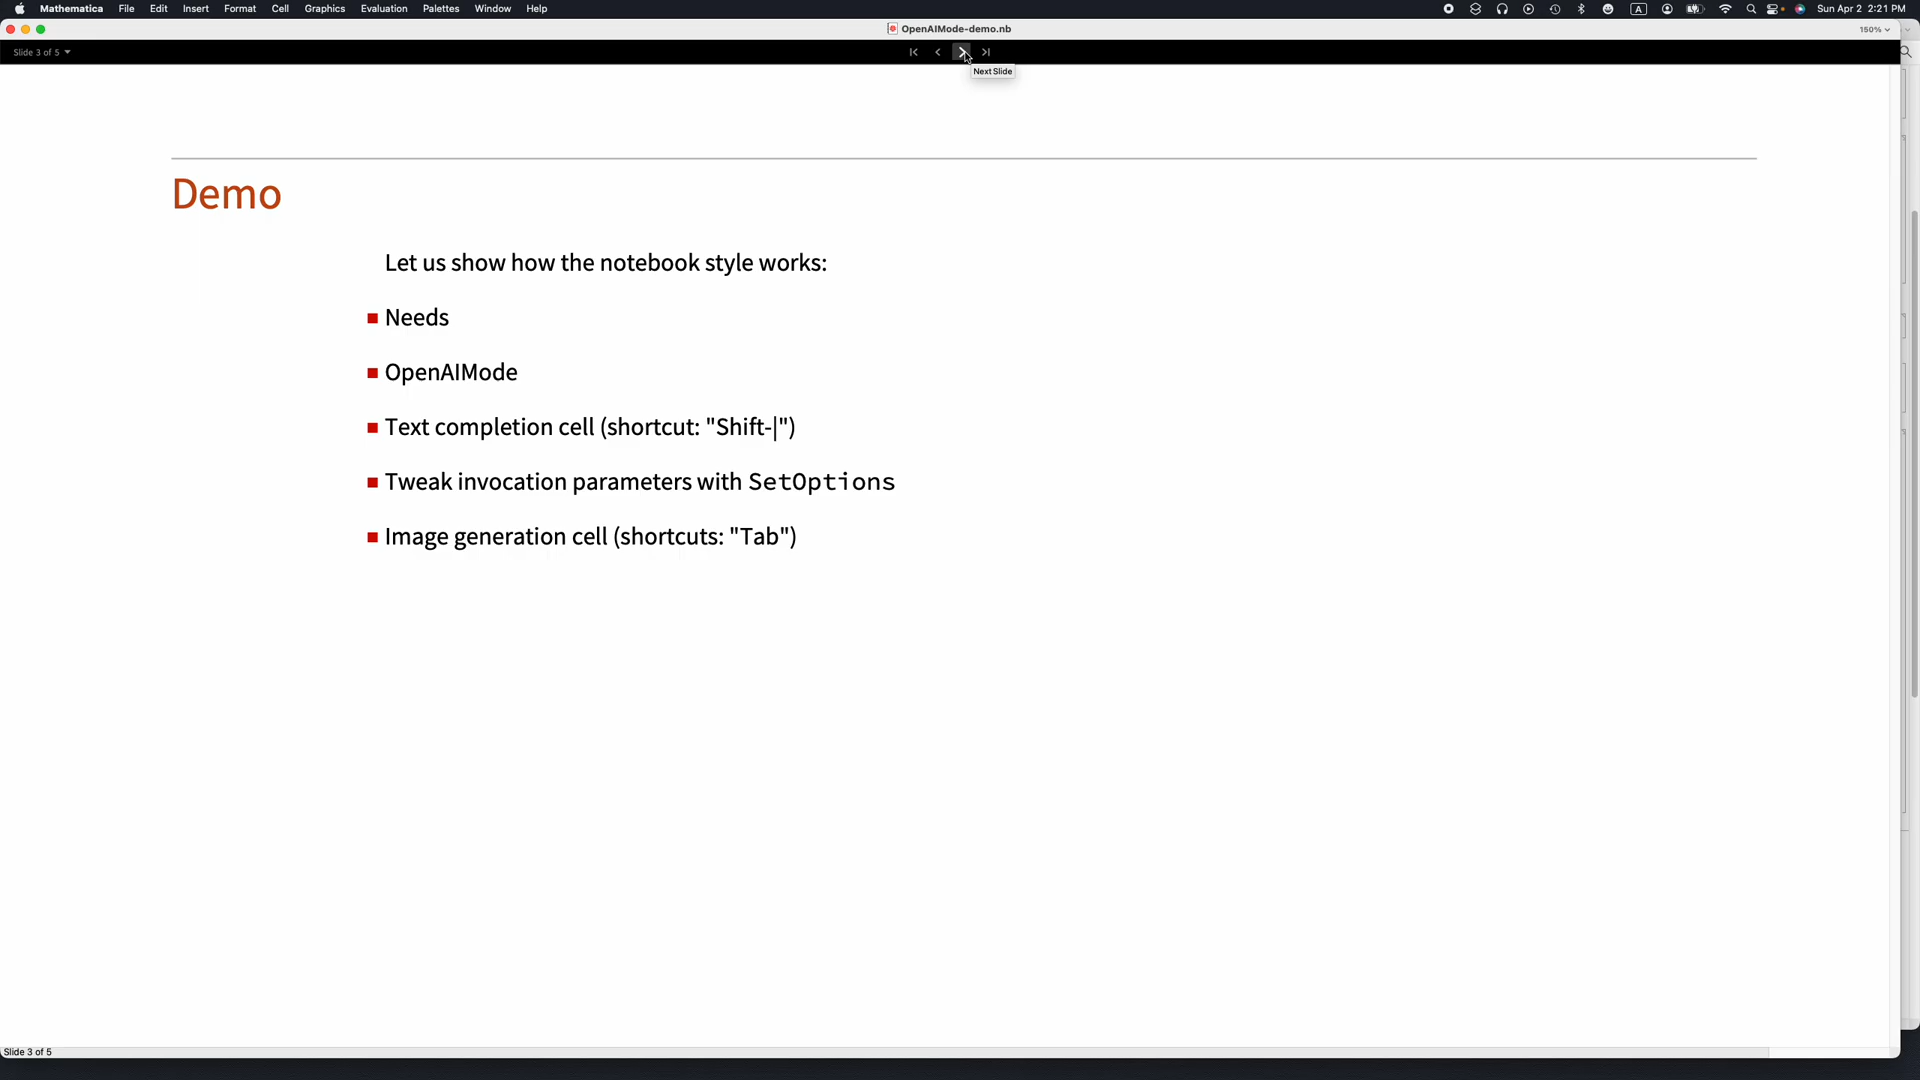 Mathematica File Edit Insert Format Cell Graphics Evaluation Palettes Window Help
A
Sun Apr 2 2:21 PM
OpenAIMode-demo.nb
150%
Slide 3 of 5
Next Slide
Demo
Let us show how the notebook style works:
Needs
OpenAIMode
Text completion cell (shortcut: "Shift-|")
Tweak invocation parameters with SetOptions
Image generation cell (shortcuts: "Tab")
Slide 3 of 5